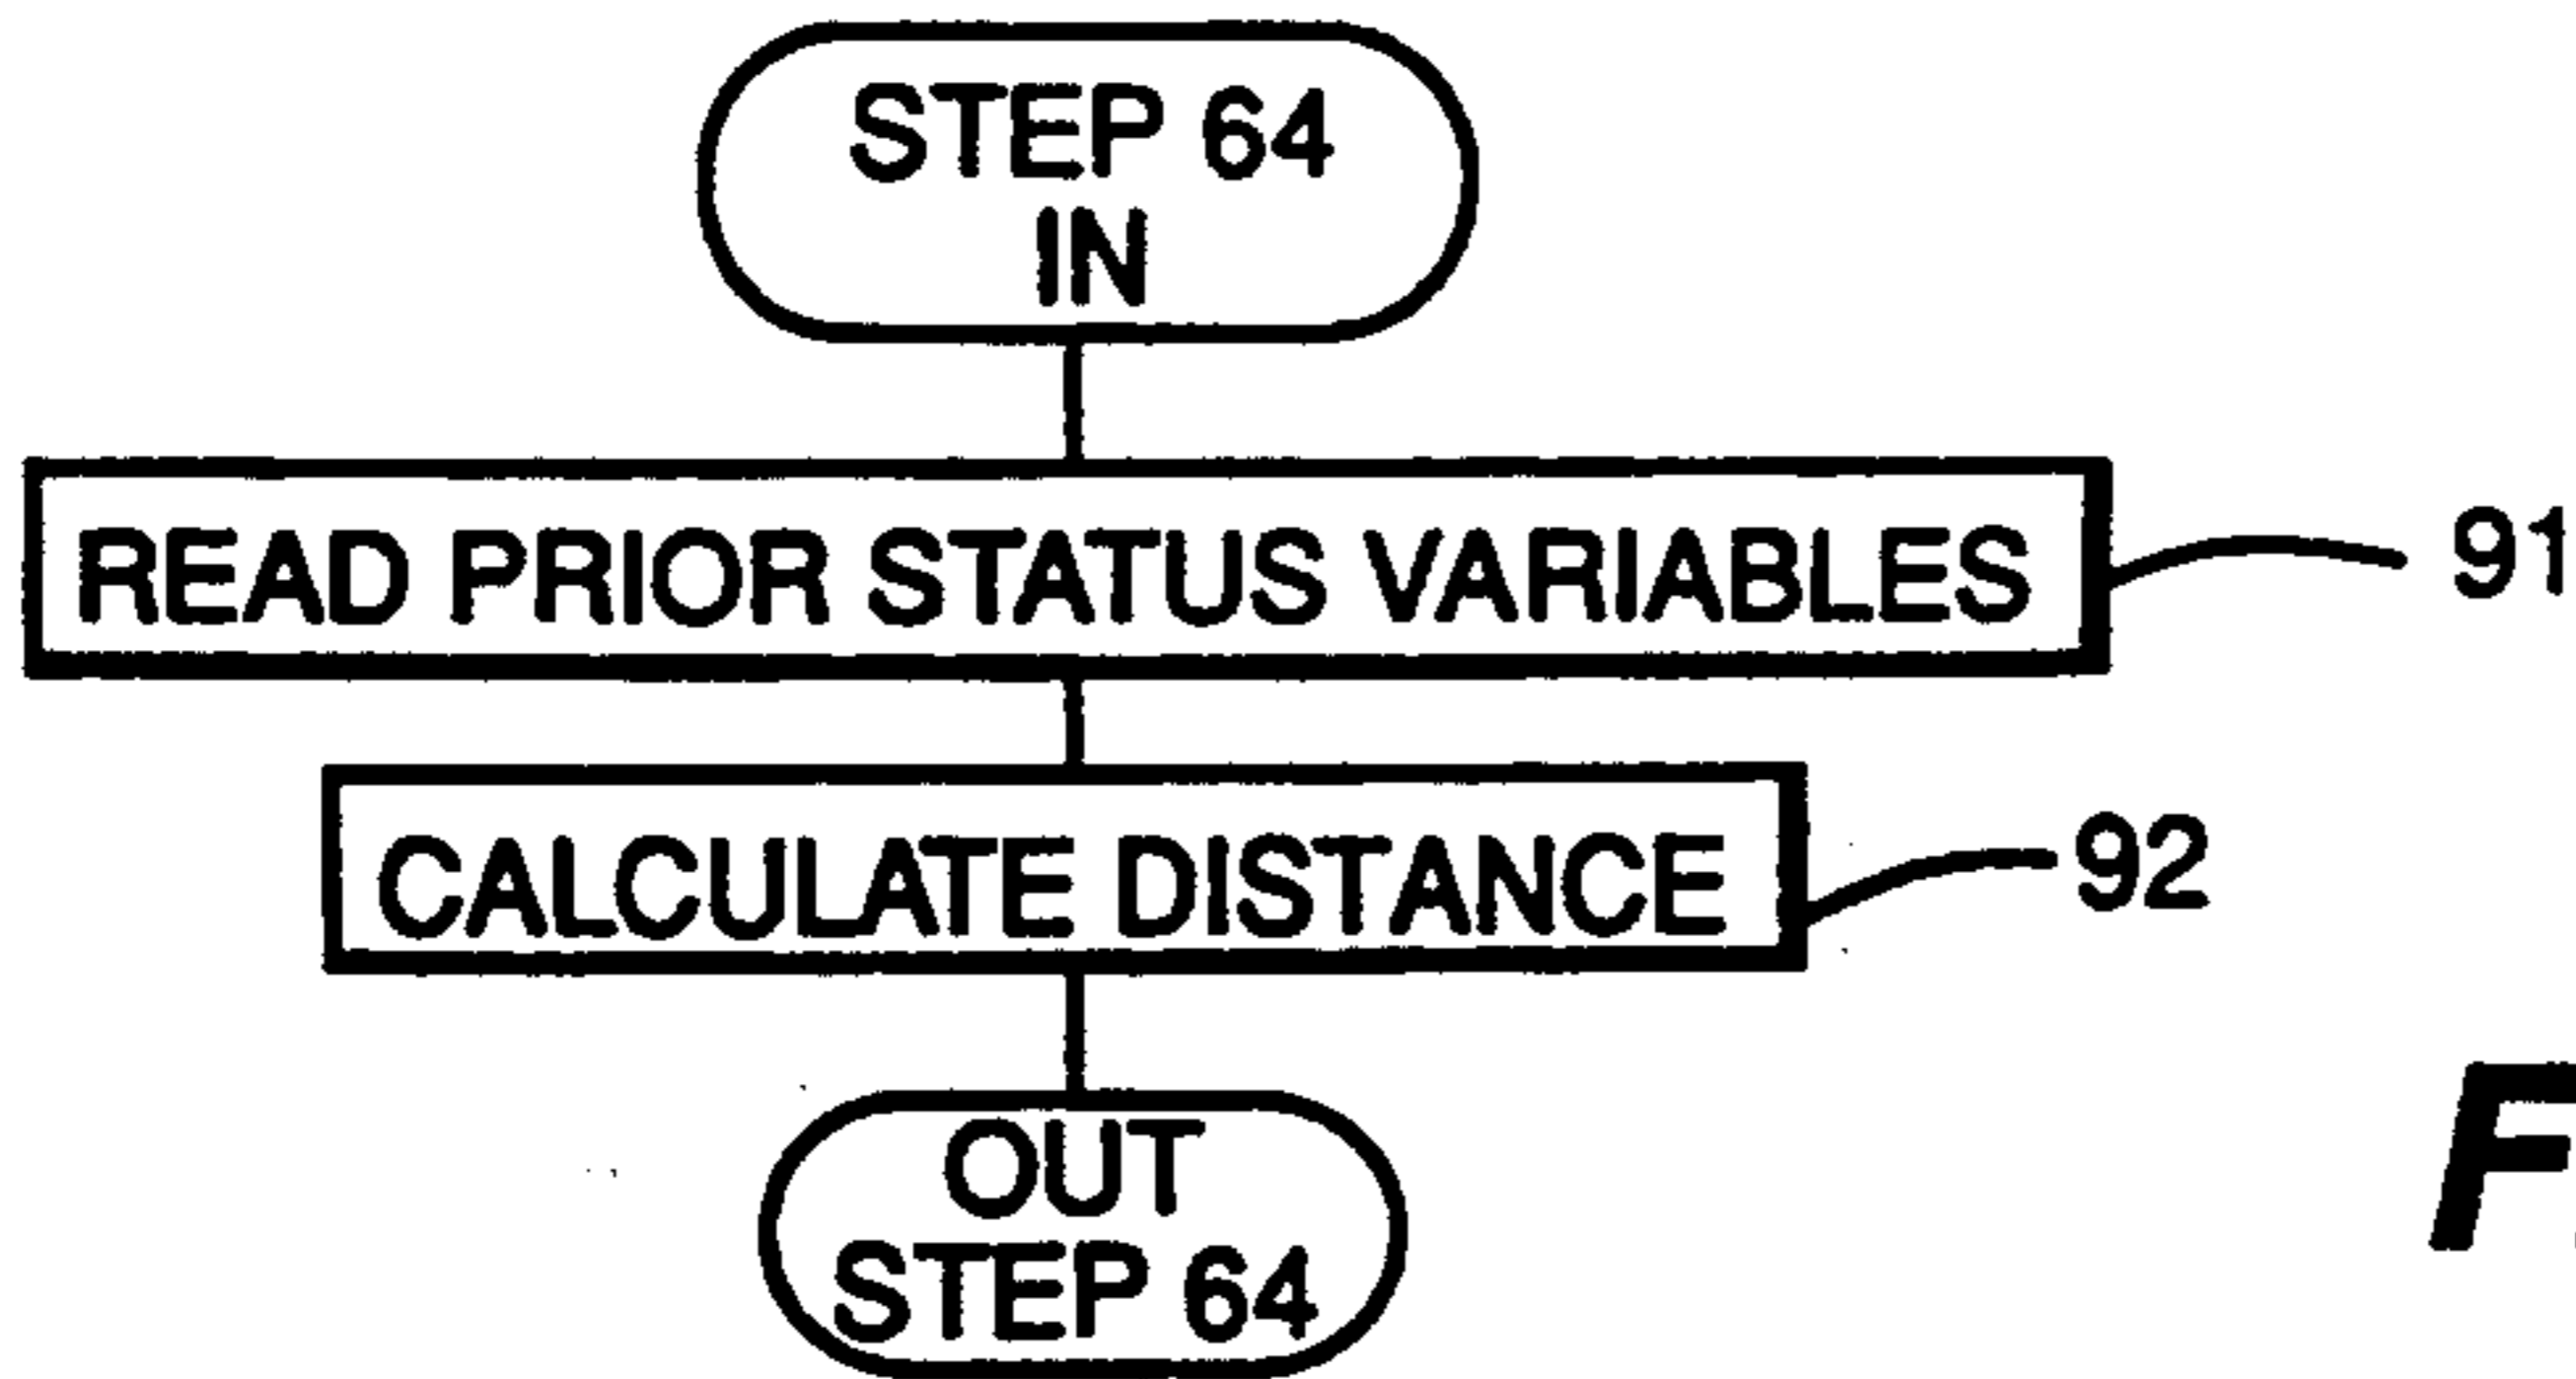 STEP 64
IN
READ PRIOR STATUS VARIABLES
91
CALCULATE DISTANCE
92
OUT
STEP 64
F